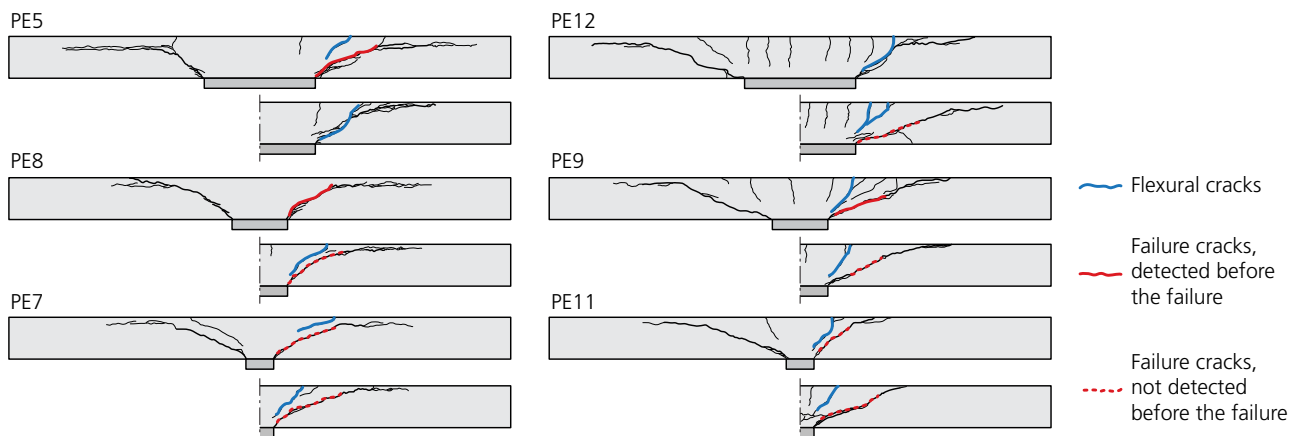 PE5
PE12
PE8
PE9
PE7
PE11
Flexural cracks
Failure cracks,
detected before
the failure
Failure cracks,
not detected
before the failure